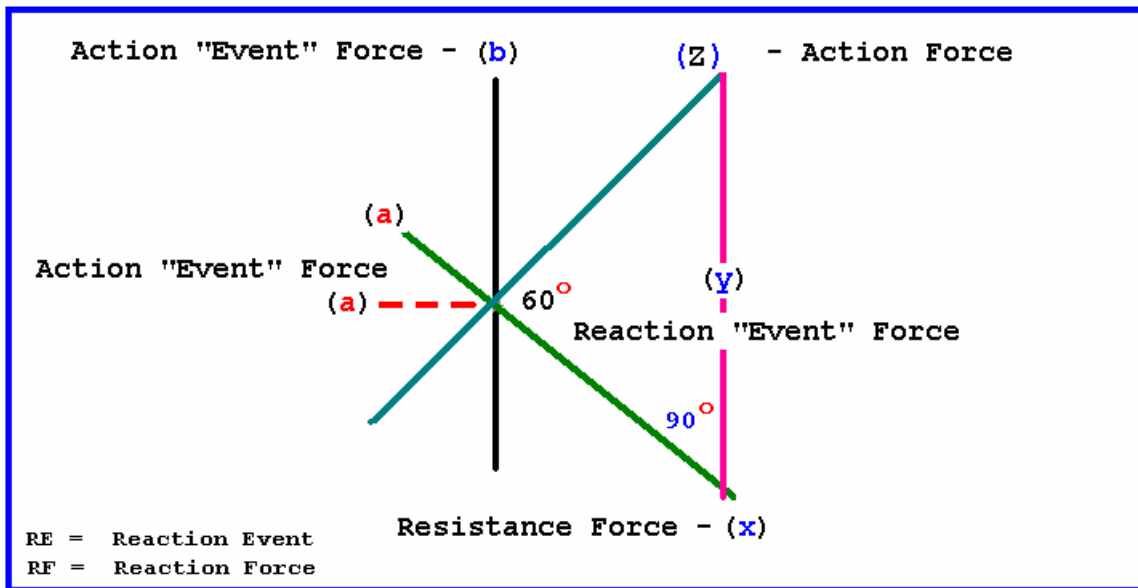 Action "Event" Force - (b)
(Z) - Action Force
(a)
Action "Event" Force
(a)
60°
(y)
Reaction "Event" Force
90°
Resistance Force - (x)
RE = Reaction Event
RF = Reaction Force